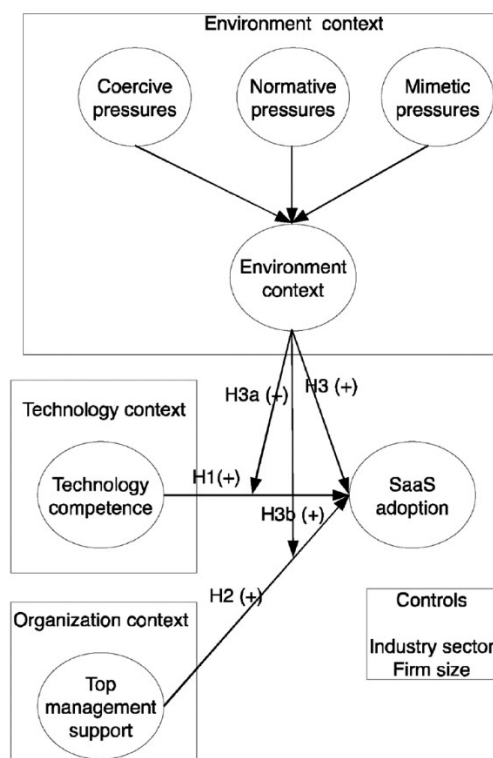 Environment context
Coercive
pressures
Normative
pressures
Mimetic
pressures
Environment
context
H3a (+)
H3 (+)
Technology context
Technology
competence
H1(+)
H3b (+)
SaaS
adoption
H2 (+)
Organization context
Top
management
support
Controls
Industry sector
Firm size